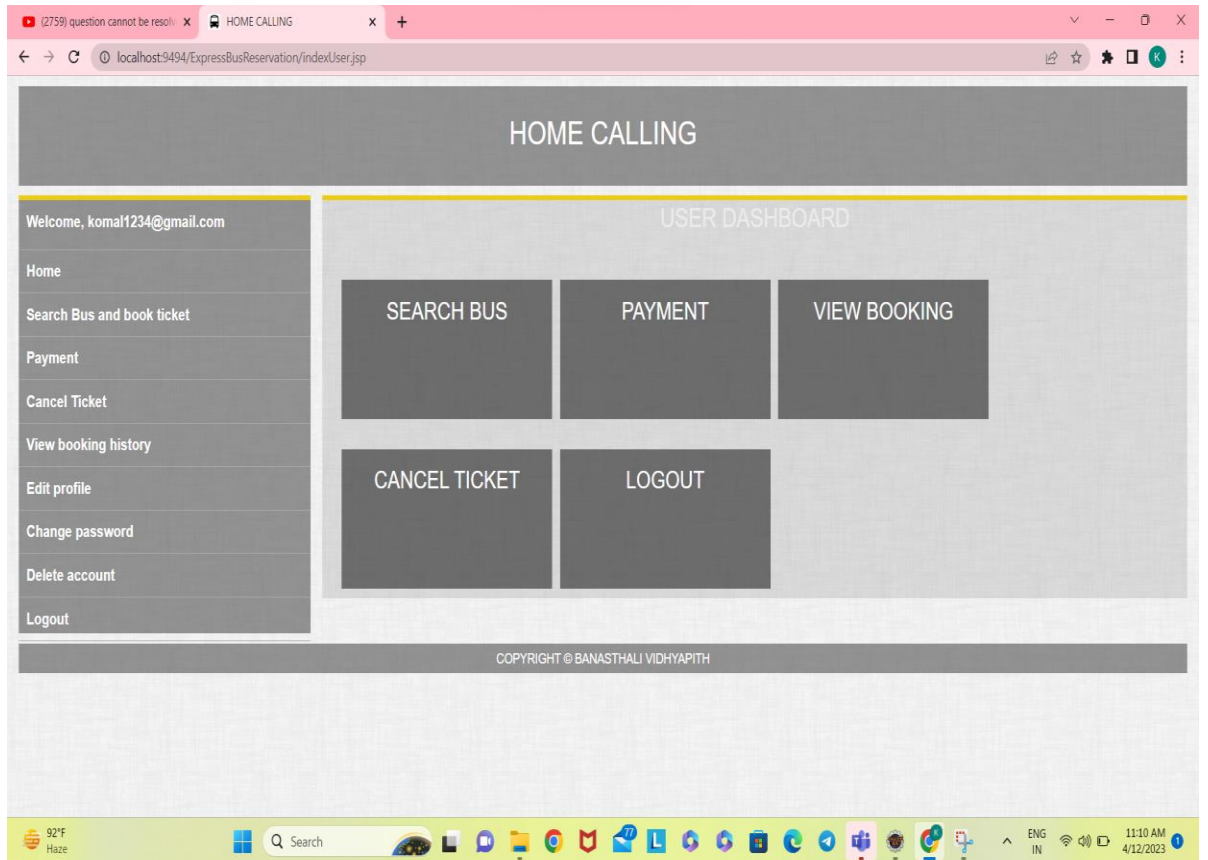 (2759) question cannot be resolv
HOME CALLING
localhost:9494/ExpressBusReservation/indexUser.jsp
K
HOME CALLING
Welcome, komal1234@gmail.com
Home
Search Bus and book ticket
Payment
Cancel Ticket
View booking history
Edit profile
Change password
Delete account
Logout
USER DASHBOARD
SEARCH BUS
PAYMENT
VIEW BOOKING
CANCEL TICKET
LOGOUT
COPYRIGHT © BANASTHALI VIDHYAPITH
92°F
Haze
Search
77
L
ENG
IN
11:10 AM
4/12/2023
1